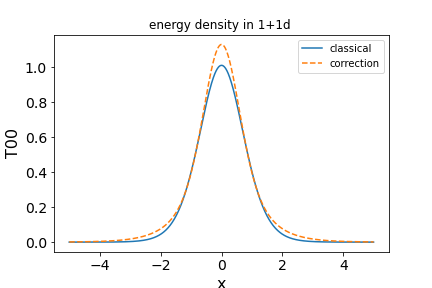 energy density in 1+1d
classical
correction
T00
1.0
0.8
0.6
0.4
0.2
0.0
−4 −2 0 2 4
x